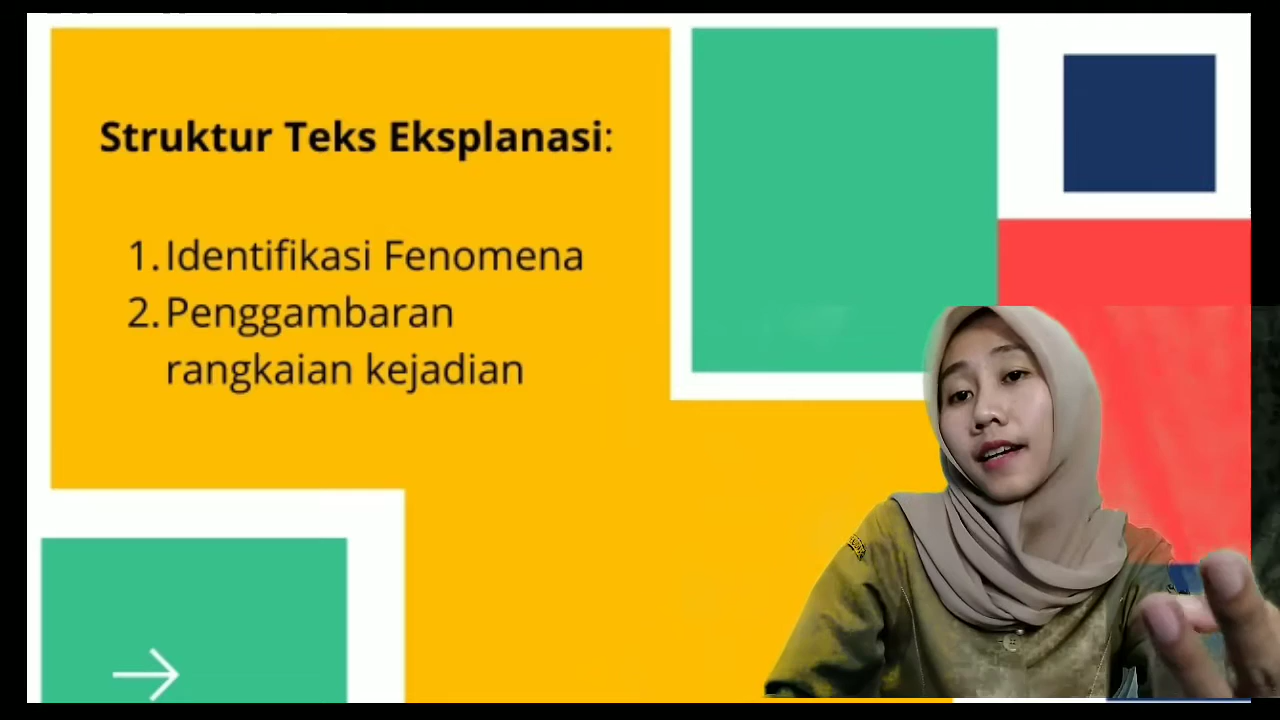 Struktur Teks Eksplanasi:
1. Identifikasi Fenomena
2. Penggambaran
rangkaian kejadian